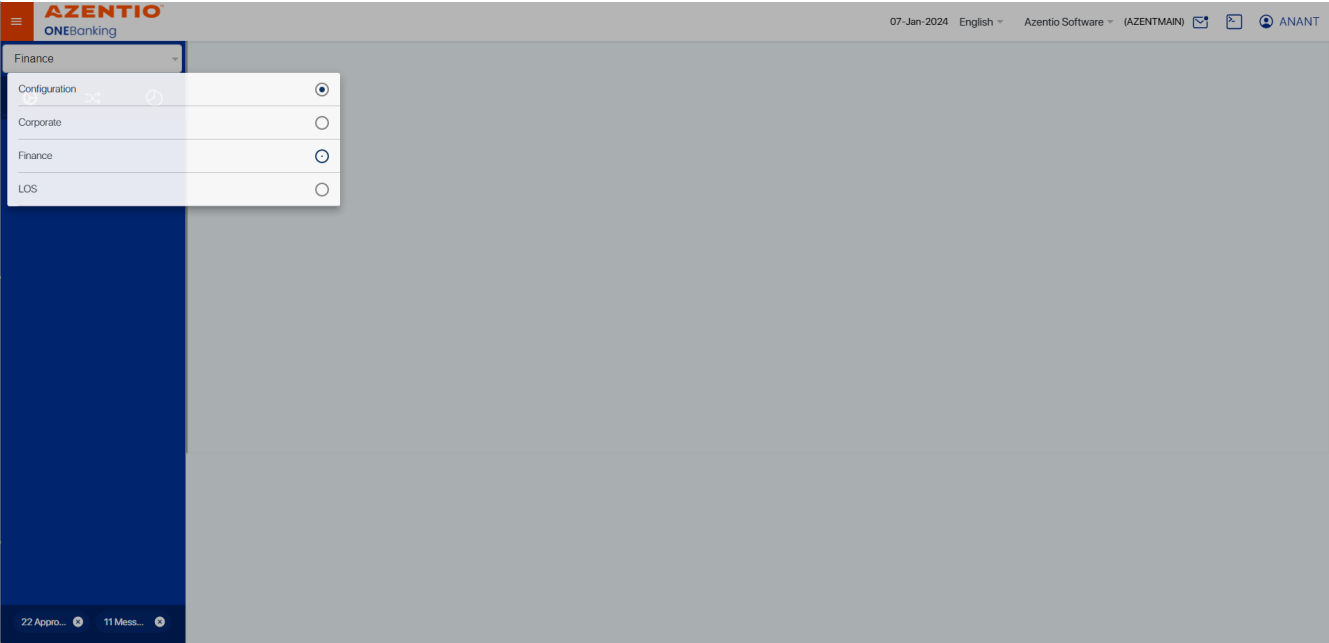 AZENTIO
ONEBanking
07-Jan-2024 English Azentio Software (AZENTMAIN) ANANT
Finance
Configuration
Corporate
Finance
LOS
22 Appro... 11 Mess...